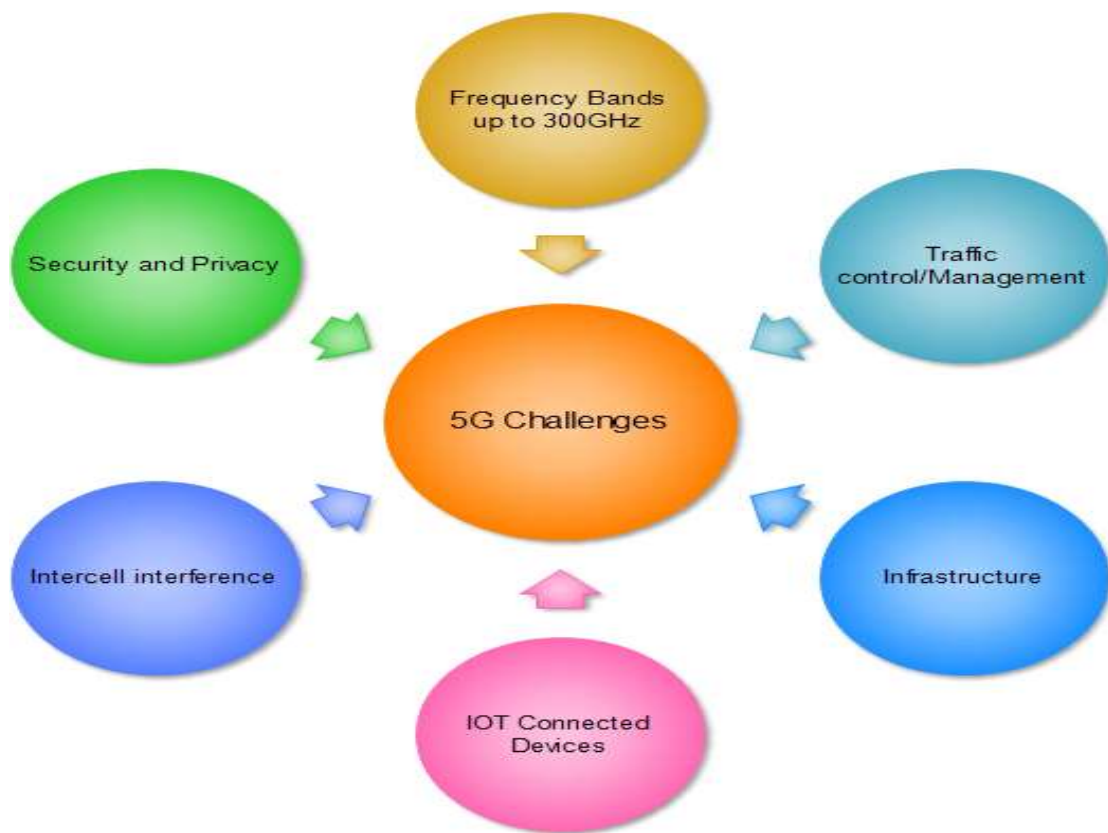 Frequency Bands
up to 300GHz
Security and Privacy
Traffic
control/Management
5G Challenges
Intercell interference
Infrastructure
IOT Connected
Devices